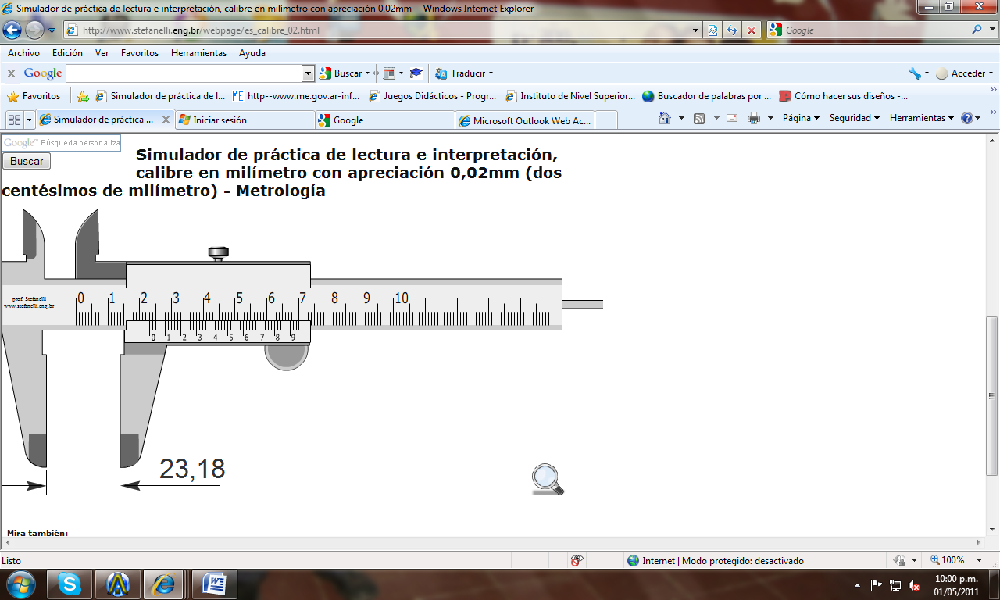 Simulador de práctica de lectura e interpretación, calibre en milímetro con apreciación 0,02mm - Windows Internet Explorer
http://www.stefanelli.eng.br/webpage/es_calibre_02.html
Google
Archivo Edición Ver Favoritos Herramientas Ayuda
x Google Buscar Traducir Acceder
Favoritos Simulador de práctica de l... ME http--www.me.gov.ar-inf... Juegos Didácticos - Progr... Instituto de Nivel Superior... Buscador de palabras por ... Cómo hacer sus diseños -...
Simulador de práctica ... x Iniciar sesión Google Microsoft Outlook Web Ac... Página Seguridad Herramientas
Google™ Búsqueda personaliza
Buscar
Simulador de práctica de lectura e interpretación,
calibre en milímetro con apreciación 0,02mm (dos
centésimos de milímetro) - Metrología
prof. Stefanelli
www.stefanelli.eng.br
0 1 2 3 4 5 6 7 8 9 10
0 1 2 3 4 5 6 7 8 9
23,18
Mira también:
Listo Internet | Modo protegido: desactivado 100%
10:00 p.m.
01/05/2011